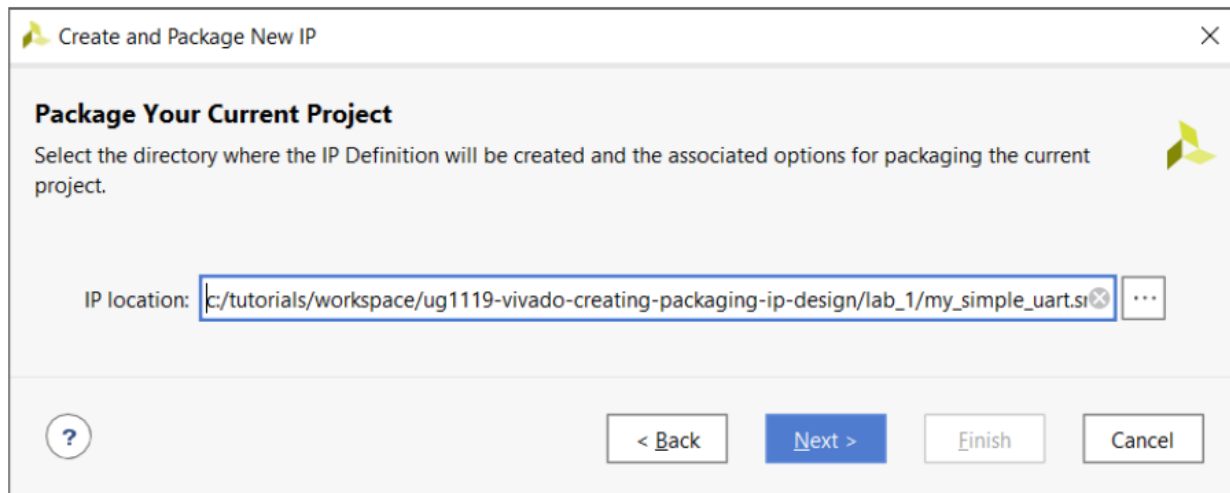 Create and Package New IP
Package Your Current Project
Select the directory where the IP Definition will be created and the associated options for packaging the current
project.
IP location: c:/tutorials/workspace/ug1119-vivado-creating-packaging-ip-design/lab_1/my_simple_uart.sr ...
? < Back Next > Finish Cancel